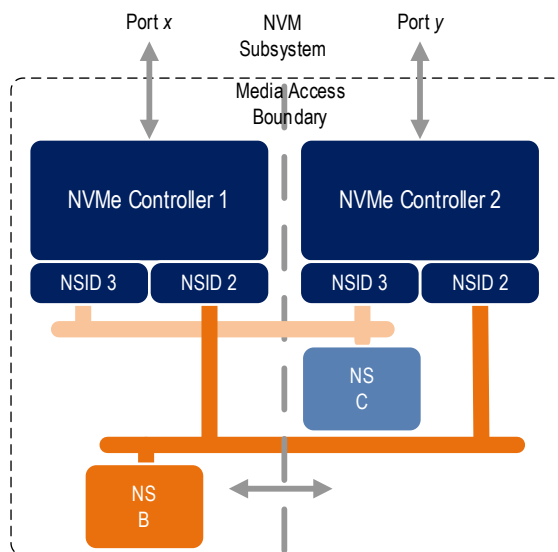 Port x
NVM
Subsystem
Port y
Media Access
Boundary
NVMe Controller 1
NVMe Controller 2
NSID 3
NSID 2
NSID 3
NSID 2
NS
C
NS
B